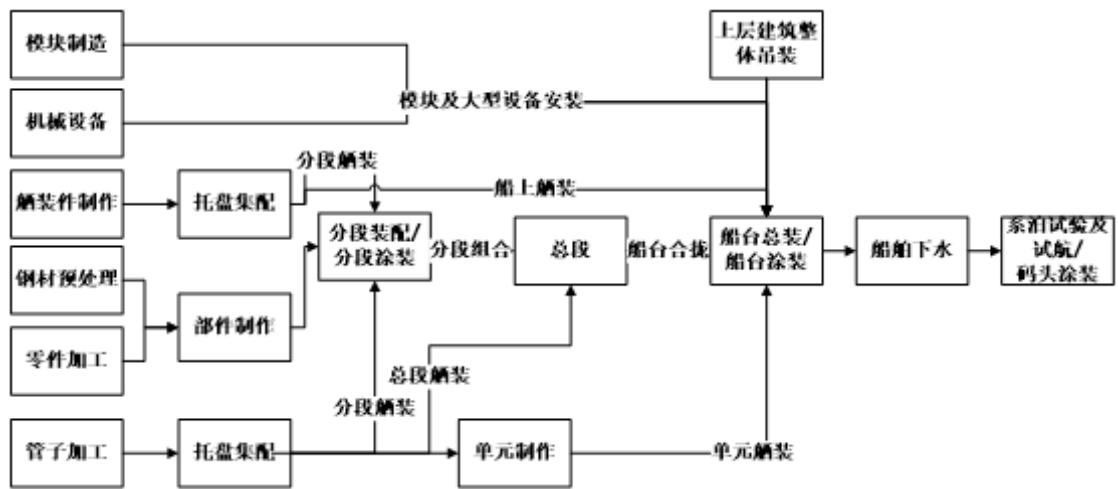 模块制造
上层建筑整
体吊装
模块及大型设备安装
机械设备
分段舾装
舾装件制作
托盘集配
船上舾装
分段装配/
分段涂装
分段组合
总段
船台合拢
船台总装/
船台涂装
船舶下水
系泊试验及
试航/
码头涂装
钢材预处理
部件制作
零件加工
总段舾装
分段舾装
管子加工
托盘集配
单元制作
单元舾装